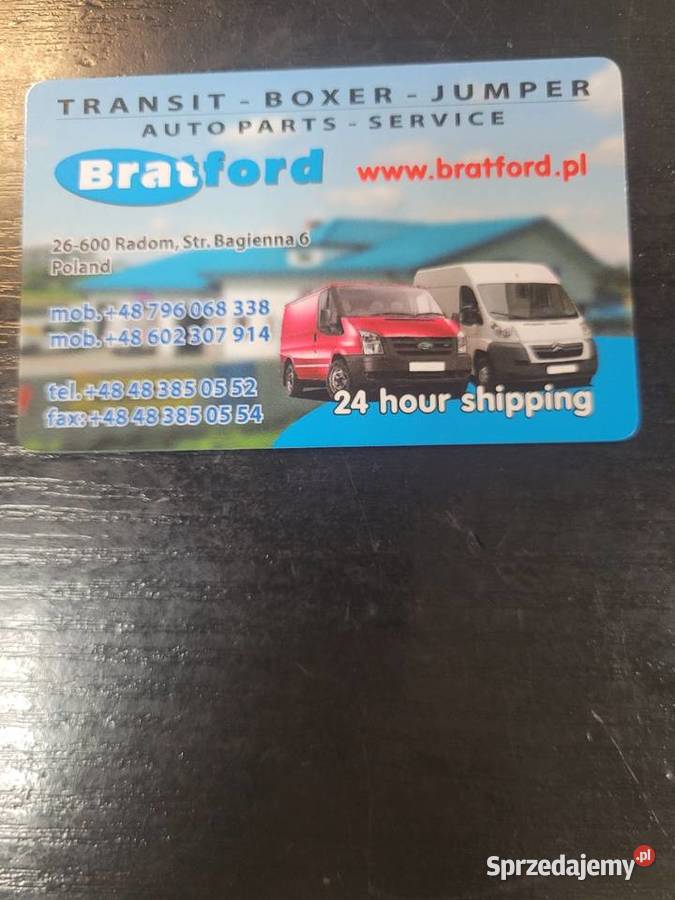 TRANSIT - BOXER - JUMPER
AUTO PARTS - SERVICE
Bratford
www.bratford.pl
26-600 Radom, Str. Bagienna 6
Poland
mob.+48 796 068 338
mob.+48 602 307 914
tel.+48 48 385 05 52
fax:+48 48 385 05 54
24 hour shipping
Sprzedajemy.pl